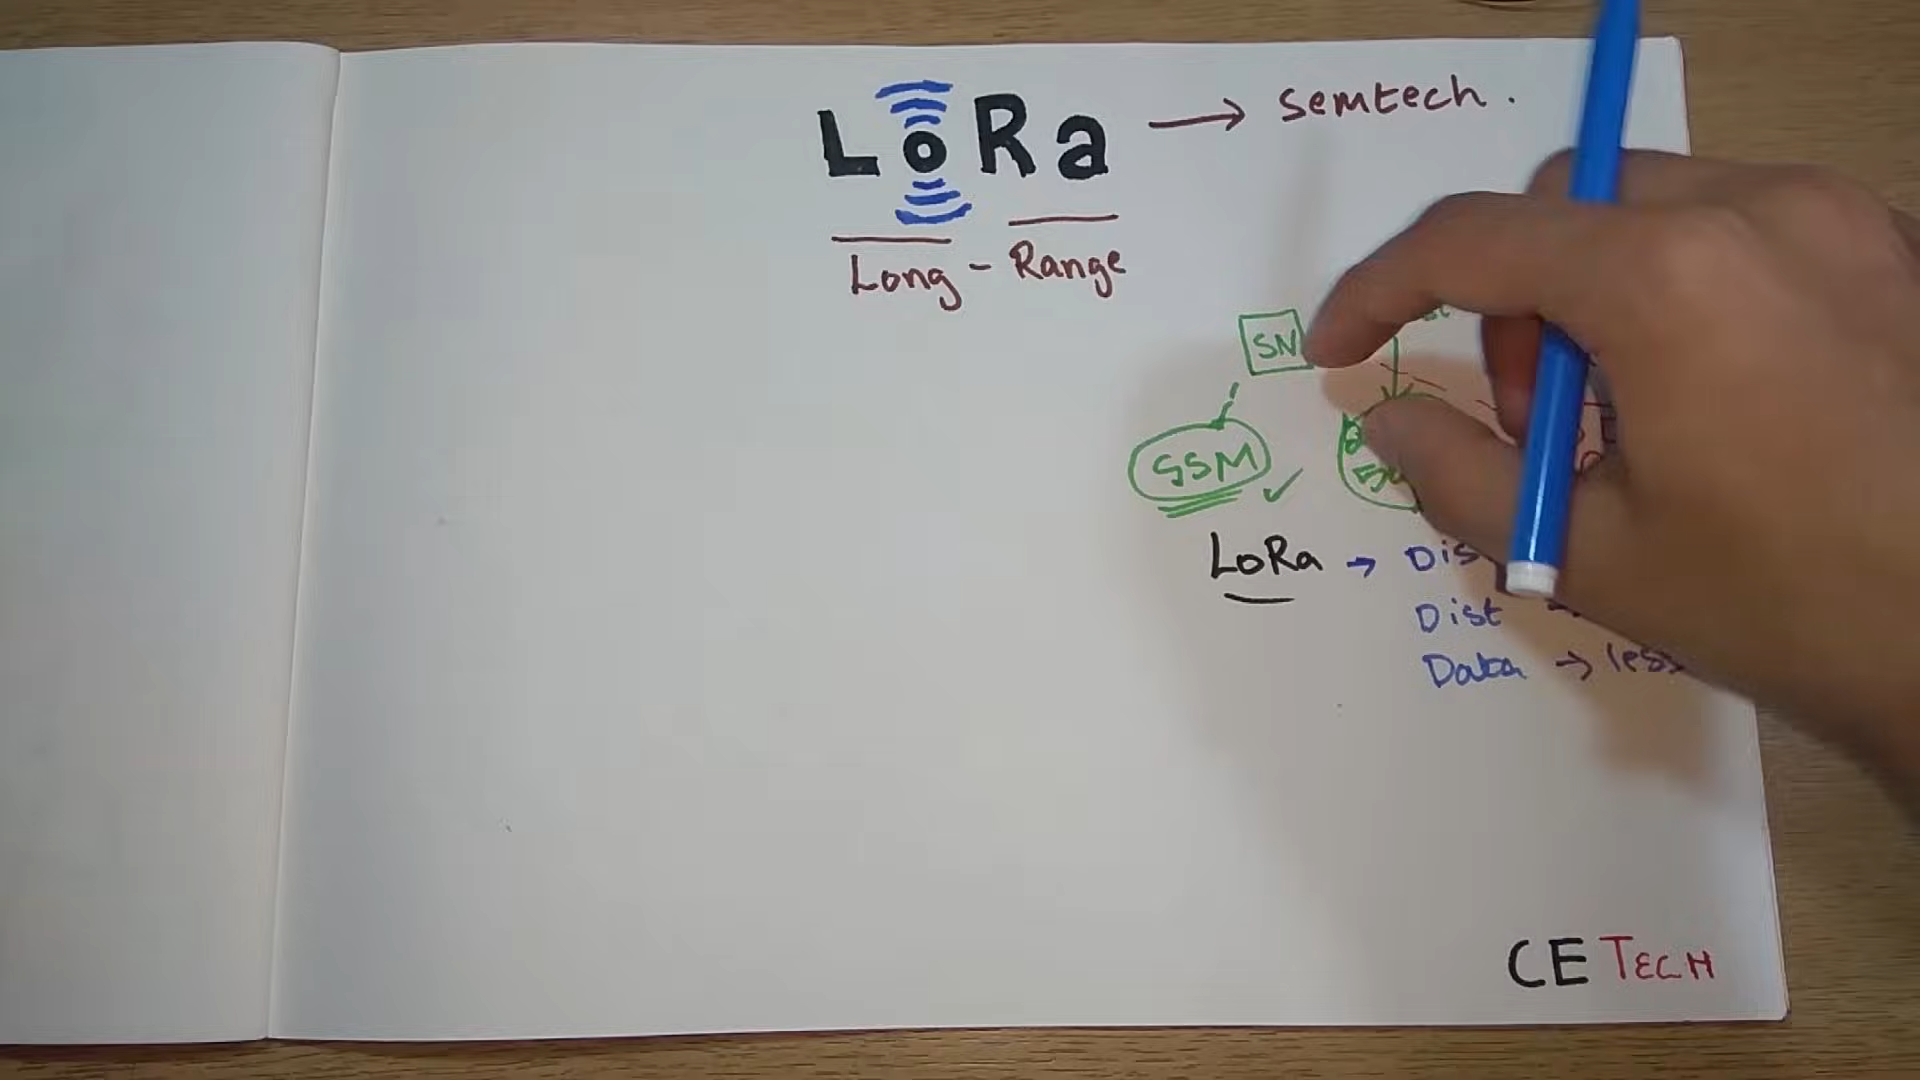 LoRa → semtech.
Long - Range
SN
GSM ✓
LoRa →
Dist
Data → less
CE TECH